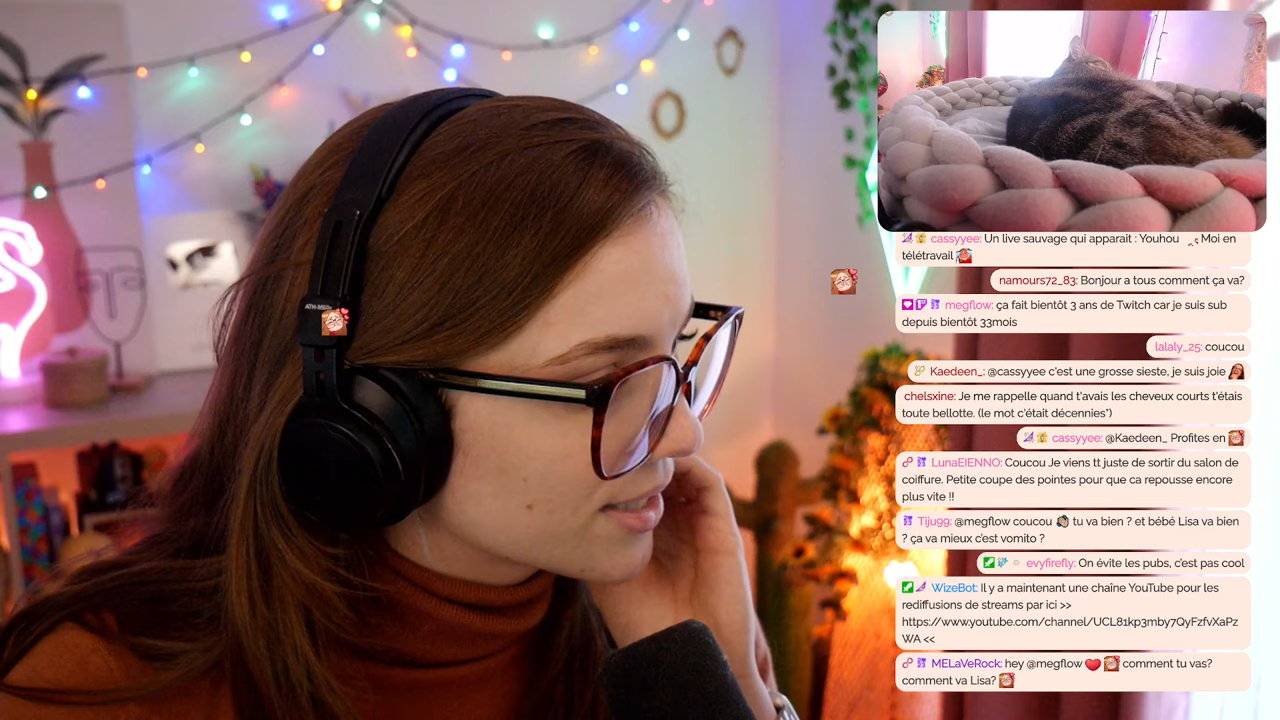 ATH-M50x
cassyyee: Un live sauvage qui apparait : Youhou Moi en
télétravail
namours72_83: Bonjour a tous comment ça va?
megflow: ça fait bientôt 3 ans de Twitch car je suis sub
depuis bientôt 33mois
lalaly_25: coucou
Kaedeen_: @cassyyee c'est une grosse sieste, je suis joie
chelsxine: Je me rappelle quand t'avais les cheveux courts t'étais
toute bellotte. (le mot c'était décennies*)
cassyyee: @Kaedeen_ Profites en
LunaEIENNO: Coucou Je viens tt juste de sortir du salon de
coiffure. Petite coupe des pointes pour que ca repousse encore
plus vite !!
Tiju99: @megflow coucou tu va bien ? et bébé Lisa va bien
? ça va mieux c'est vomito ?
evyfirefly: On évite les pubs, c'est pas cool
WizeBot: Il y a maintenant une chaîne YouTube pour les
rediffusions de streams par ici >>
https://www.youtube.com/channel/UCL81kp3mby7QyFzfvXaPz
WA <<
MELaVeRock: hey @megflow comment tu vas?
comment va Lisa?